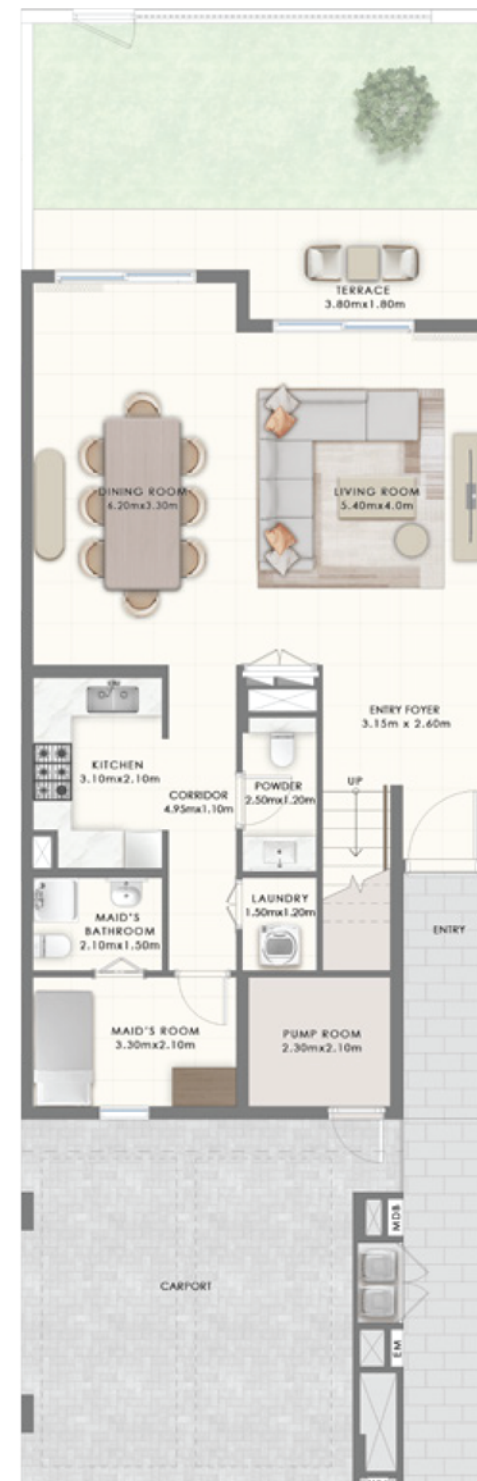 TERRACE
3.80mx1.80m
DINING ROOM
6.20mx3.30m
LIVING ROOM
5.40mx4.0m
ENTRY FOYER
3.15m x 2.60m
KITCHEN
3.10mx2.10m
CORRIDOR
4.95mx1.10m
POWDER
2.50mx1.20m
UP
MAID'S
BATHROOM
2.10mx1.50m
LAUNDRY
1.50mx1.20m
ENTRY
MAID'S ROOM
3.30mx2.10m
PUMP ROOM
2.30mx2.10m
MDB
CARPORT
EM